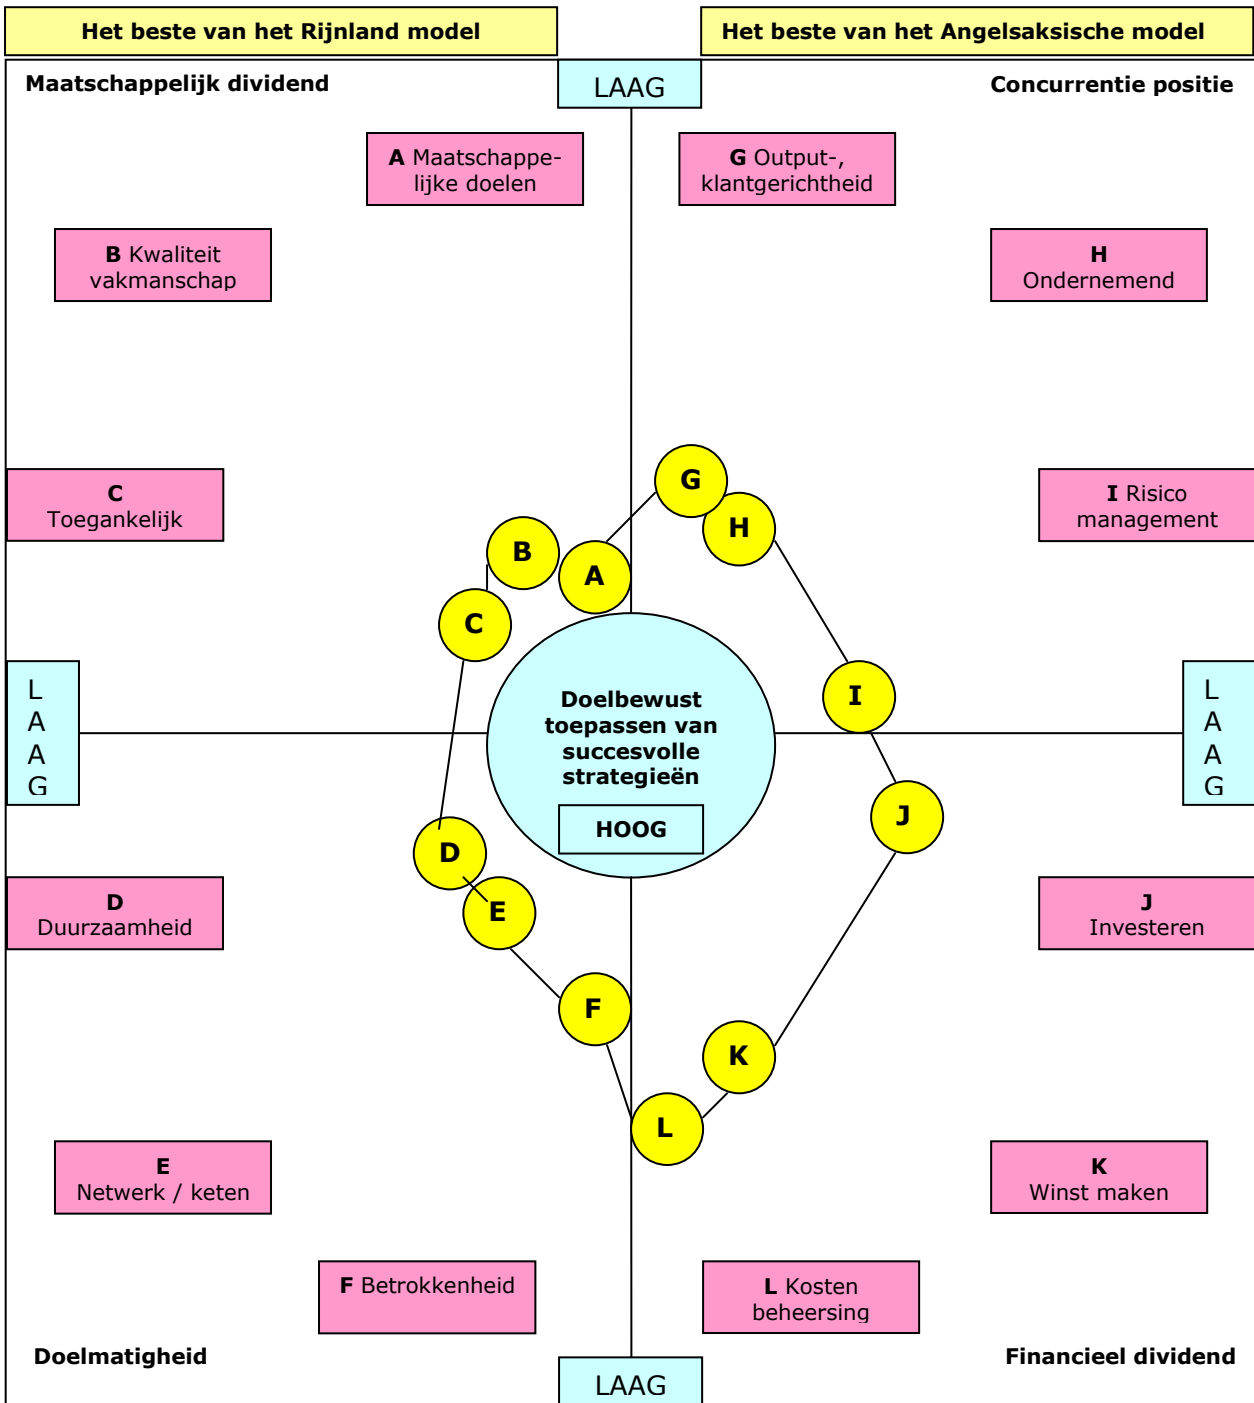 Het beste van het Rijnland model
Het beste van het Angelsaksische model
Maatschappelijk dividend
LAAG
Concurrentie positie
A Maatschappe-
lijke doelen
G Output-,
klantgerichtheid
B Kwaliteit
vakmanschap
H
Ondernemend
C
Toegankelijk
I Risico
management
G
H
B
A
C
I
L
A
A
G
Doelbewust
toepassen van
succesvolle
strategieën
HOOG
L
A
A
G
J
D
E
D
Duurzaamheid
J
Investeren
F
K
L
E
Netwerk / keten
K
Winst maken
F Betrokkenheid
L Kosten
beheersing
Doelmatigheid
LAAG
Financieel dividend